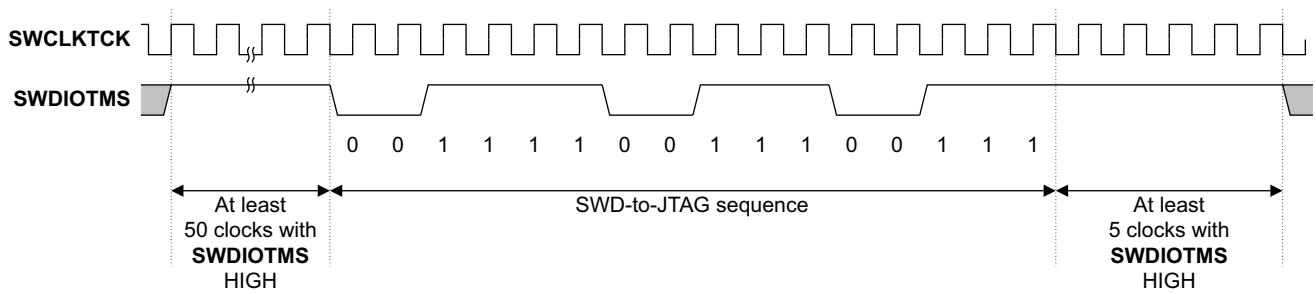 SWCLKTCK
SWDIOTMS
0 0 1 1 1 1 0 0 1 1 1 0 0 1 1 1
At least
50 clocks with
SWDIOTMS
HIGH
SWD-to-JTAG sequence
At least
5 clocks with
SWDIOTMS
HIGH